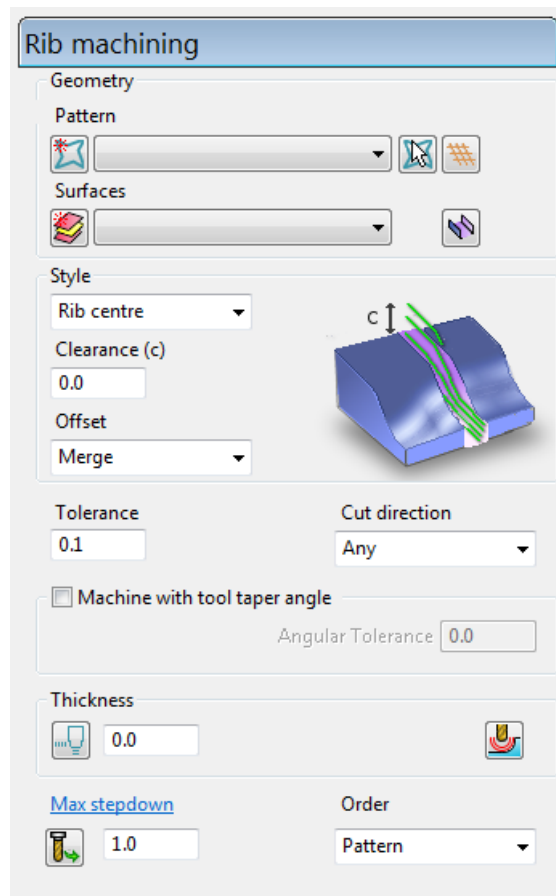 Rib machining
Geometry
Pattern
Surfaces
Style
Rib centre
C
Clearance (c)
0.0
Offset
Merge
Tolerance
Cut direction
0.1
Any
Machine with tool taper angle
Angular Tolerance 0.0
Thickness
0.0
Max stepdown
Order
1.0
Pattern